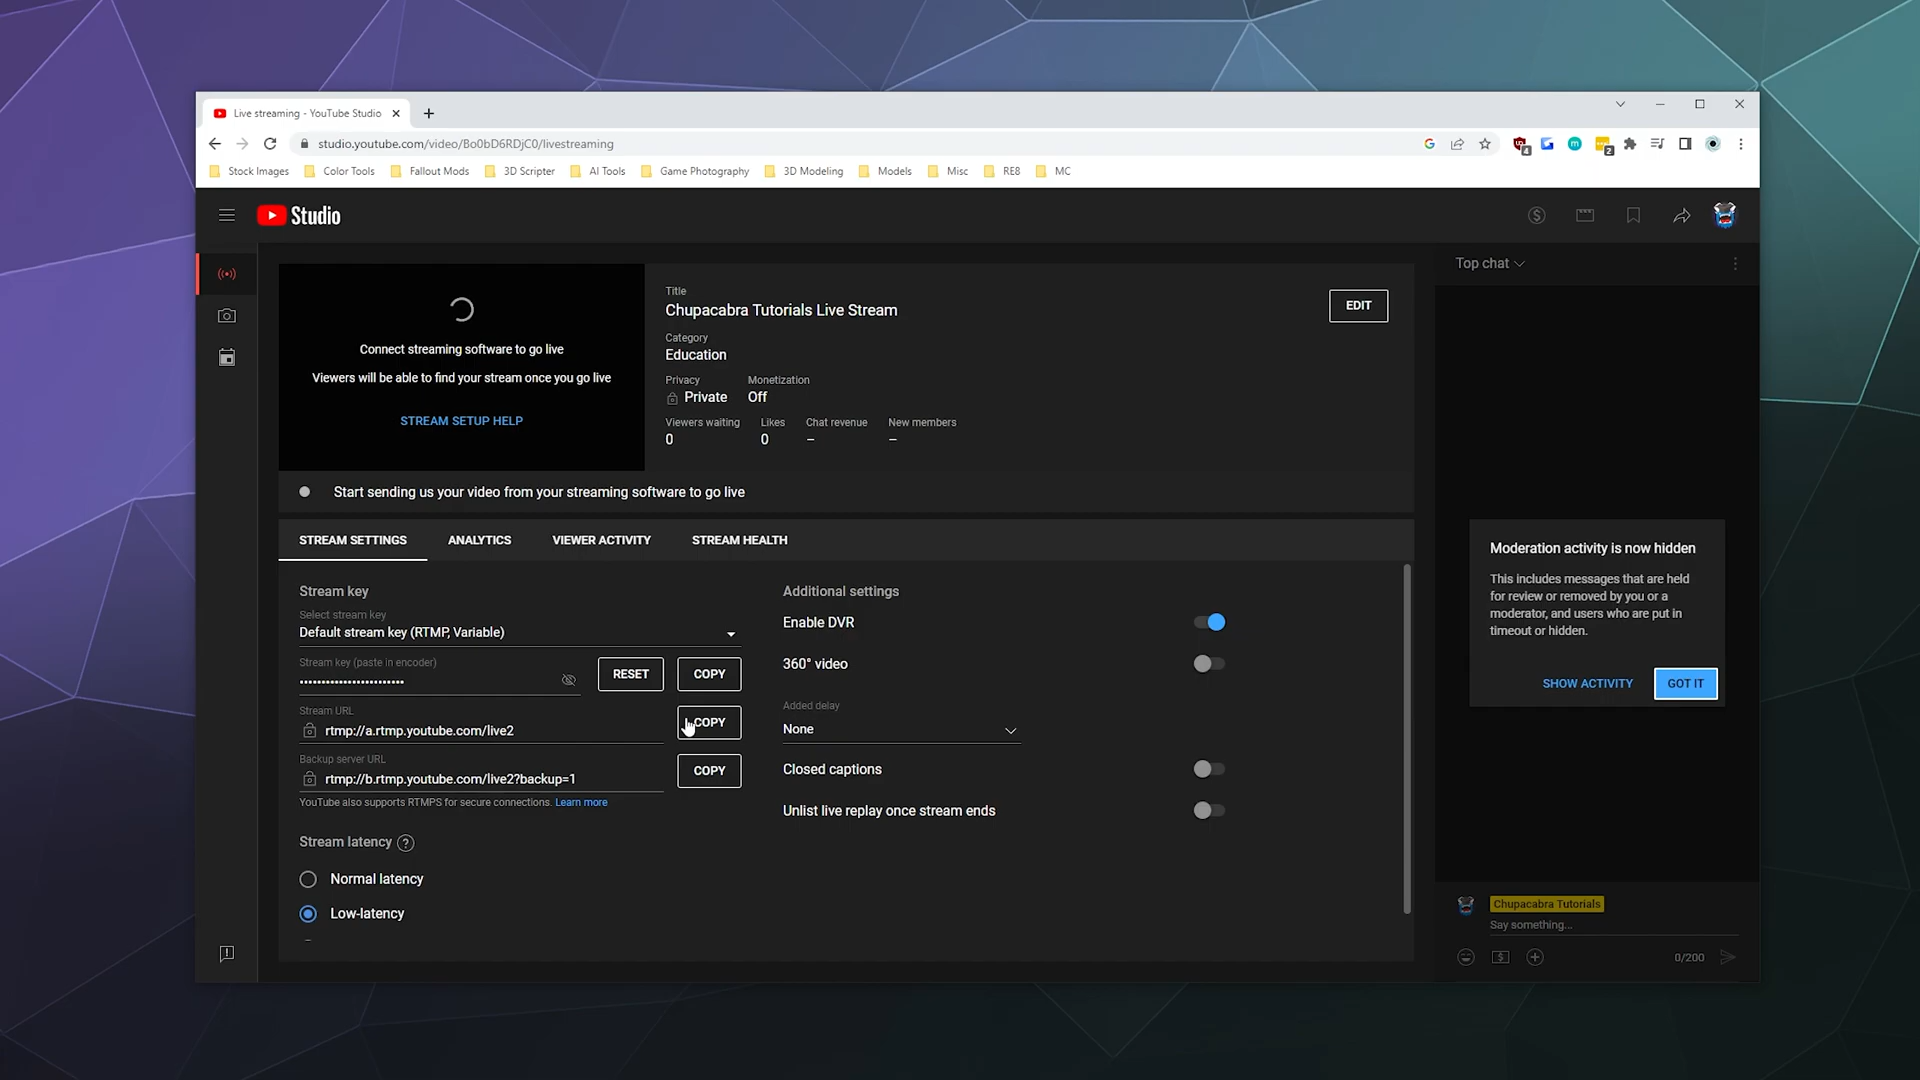 Live streaming - YouTube Studio
studio.youtube.com/video/Bo0bD6RDjC0/livestreaming
4
2
Stock Images
Color Tools
Fallout Mods
3D Scripter
AI Tools
Game Photography
3D Modeling
Models
Misc
RE8
MC
Studio
Connect streaming software to go live
Viewers will be able to find your stream once you go live
STREAM SETUP HELP
Title
Chupacabra Tutorials Live Stream
EDIT
Category
Education
Privacy
Private
Monetization
Off
Viewers waiting
0
Likes
0
Chat revenue
–
New members
–
Start sending us your video from your streaming software to go live
STREAM SETTINGS
ANALYTICS
VIEWER ACTIVITY
STREAM HEALTH
Stream key
Select stream key
Default stream key (RTMP, Variable)
Stream key (paste in encoder)
••••••••••••••••••••••••
RESET
COPY
Stream URL
rtmp://a.rtmp.youtube.com/live2
COPY
Backup server URL
rtmp://b.rtmp.youtube.com/live2?backup=1
COPY
YouTube also supports RTMPS for secure connections. Learn more
Stream latency ?
Normal latency
Low-latency
Additional settings
Enable DVR
360° video
Added delay
None
Closed captions
Unlist live replay once stream ends
Top chat
Moderation activity is now hidden
This includes messages that are held
for review or removed by you or a
moderator, and users who are put in
timeout or hidden.
SHOW ACTIVITY
GOT IT
Chupacabra Tutorials
Say something...
0/200